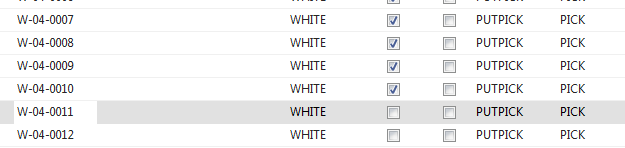 W-04-0007 WHITE PUTPICK PICK
W-04-0008 WHITE PUTPICK PICK
W-04-0009 WHITE PUTPICK PICK
W-04-0010 WHITE PUTPICK PICK
W-04-0011 WHITE PUTPICK PICK
W-04-0012 WHITE PUTPICK PICK